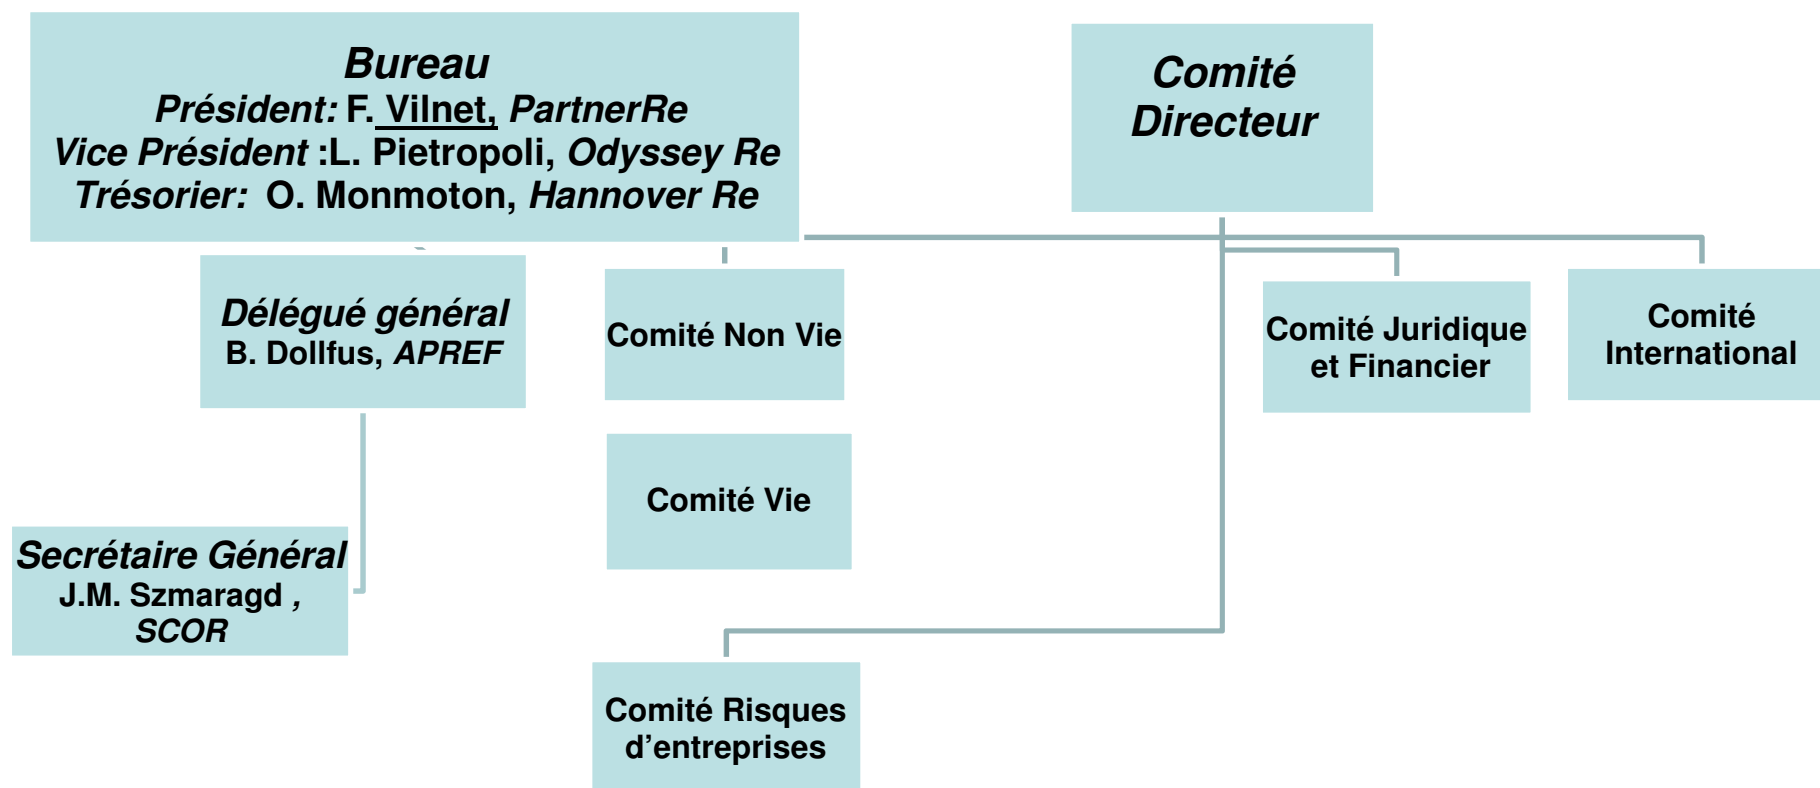 Bureau
Président: F. Vilnet, PartnerRe
Vice Président :L. Pietropoli, Odyssey Re
Trésorier: O. Monmoton, Hannover Re
Comité
Directeur
Délégué général
B. Dollfus, APREF
Comité Non Vie
Comité Juridique
et Financier
Comité
International
Comité Vie
Secrétaire Général
J.M. Szmaragd ,
SCOR
Comité Risques
d’entreprises